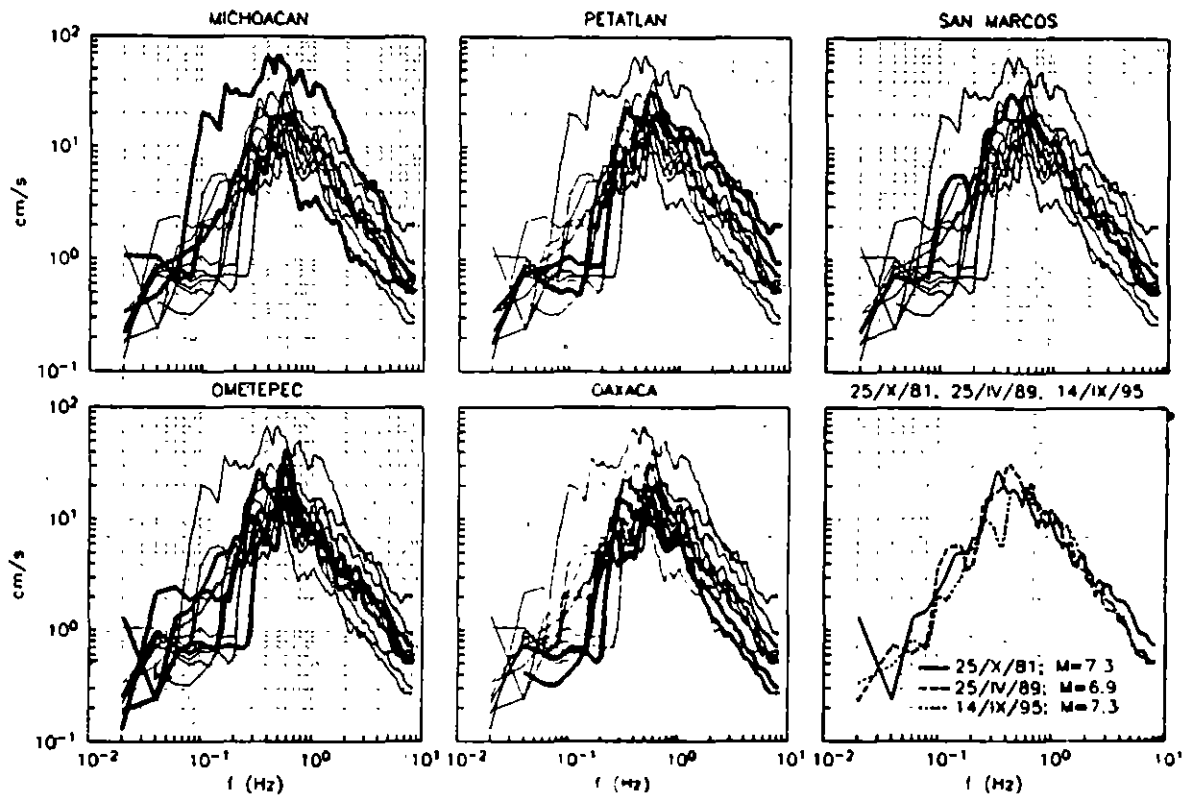 MICHOACAN
PETATLAN
SAN MARCOS
10²
10¹
10⁰
10⁻¹
cm/s
OMETEPEC
OAXACA
25/X/81, 25/IV/89, 14/IX/95
10²
10¹
10⁰
10⁻¹
cm/s
25/X/81; M=7.3
25/IV/89; M=6.9
14/IX/95; M=7.3
10⁻² 10⁻¹ 10⁰ 10¹
10⁻² 10⁻¹ 10⁰ 10¹
10⁻² 10⁻¹ 10⁰ 10¹
f (Hz)
f (Hz)
f (Hz)